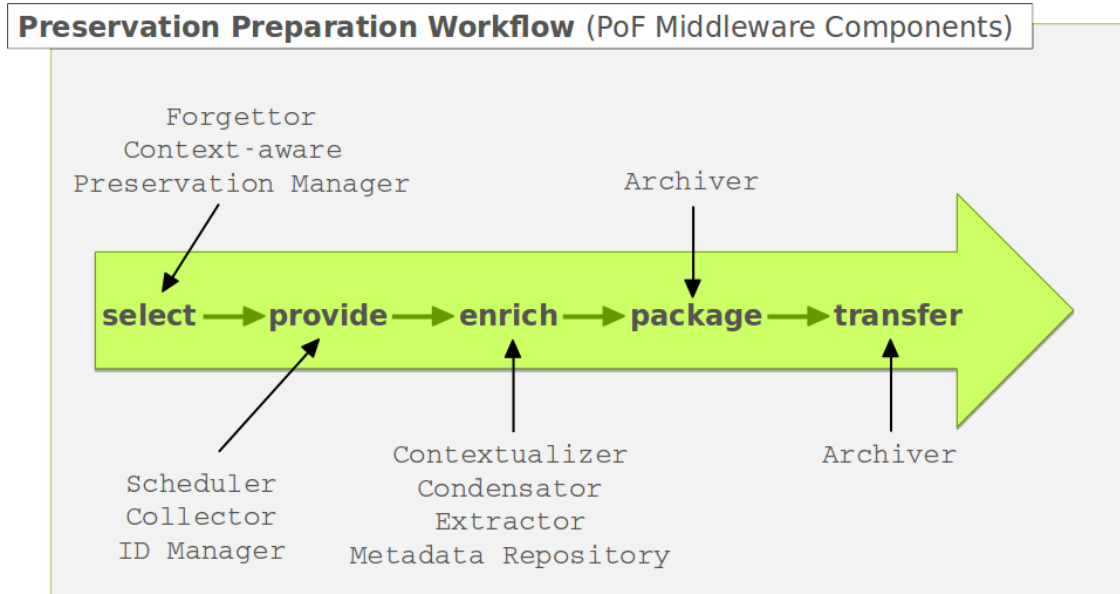 Preservation Preparation Workflow (PoF Middleware Components)
Forgettor
Context-aware
Preservation Manager
Archiver
select provide enrich package transfer
Scheduler
Collector
ID Manager
Contextualizer
Condensator
Extractor
Metadata Repository
Archiver